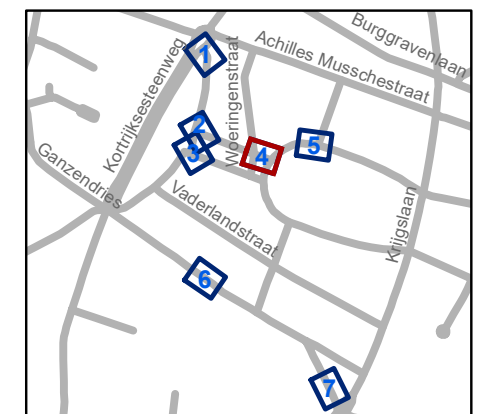 Burggravenlaan
Achilles Musschestraat
Kortrijksesteenweg
Woeringenstraat
1
2
3
4
5
Ganzendries
Vaderlandstraat
Krijgslaan
6
7